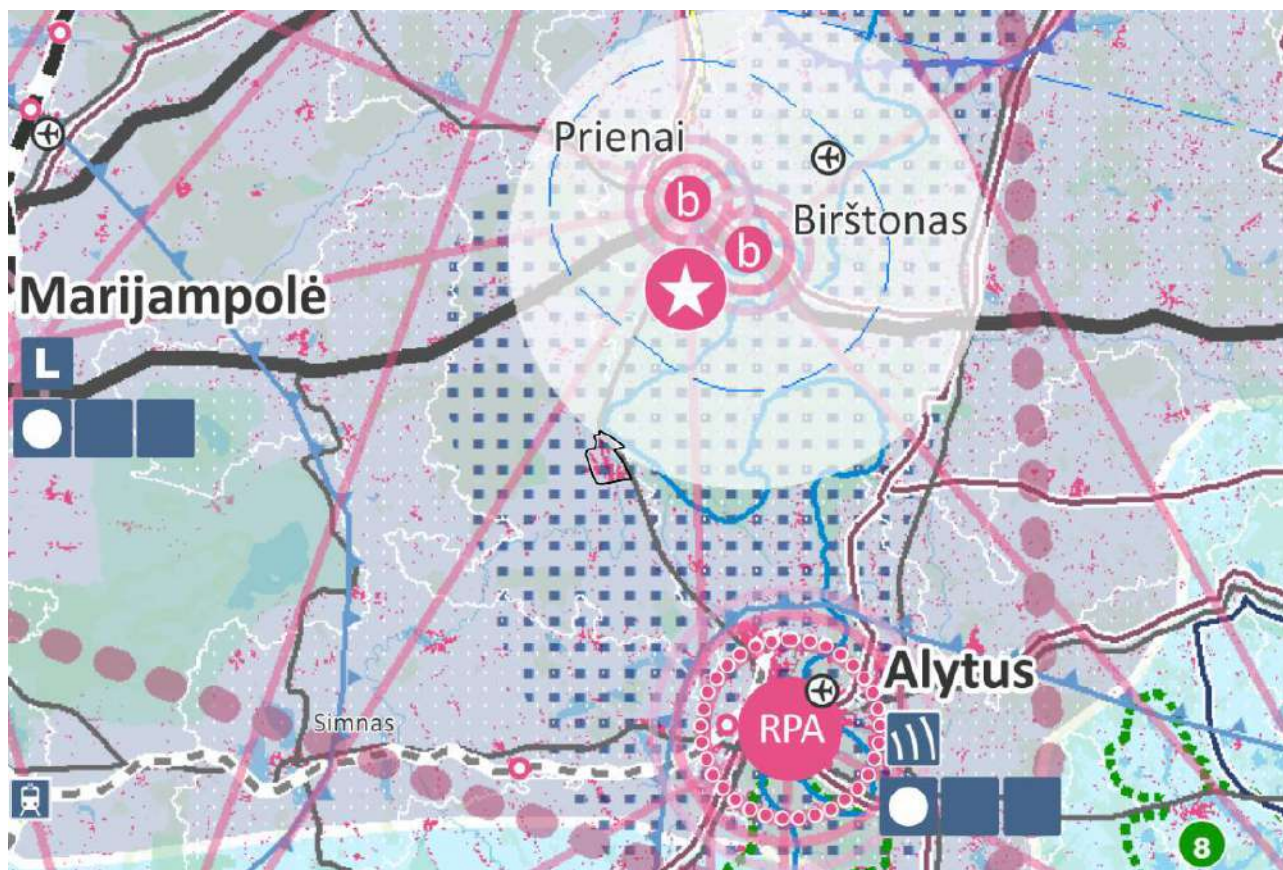 Prienai
b
Birštonas
b
Marijampolė
L
Alytus
RPA
Simnas
8